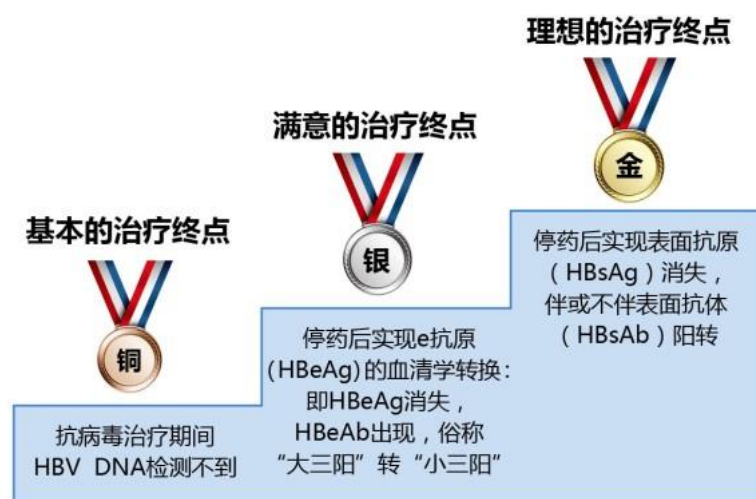 基本的治疗终点
铜
抗病毒治疗期间
HBV DNA检测不到
满意的治疗终点
银
停药后实现e抗原
(HBeAg)的血清学转换：
即HBeAg消失，
HBeAb出现，俗称
“大三阳”转“小三阳”
理想的治疗终点
金
停药后实现表面抗原
（HBsAg）消失，
伴或不伴表面抗体
（HBsAb）阳转